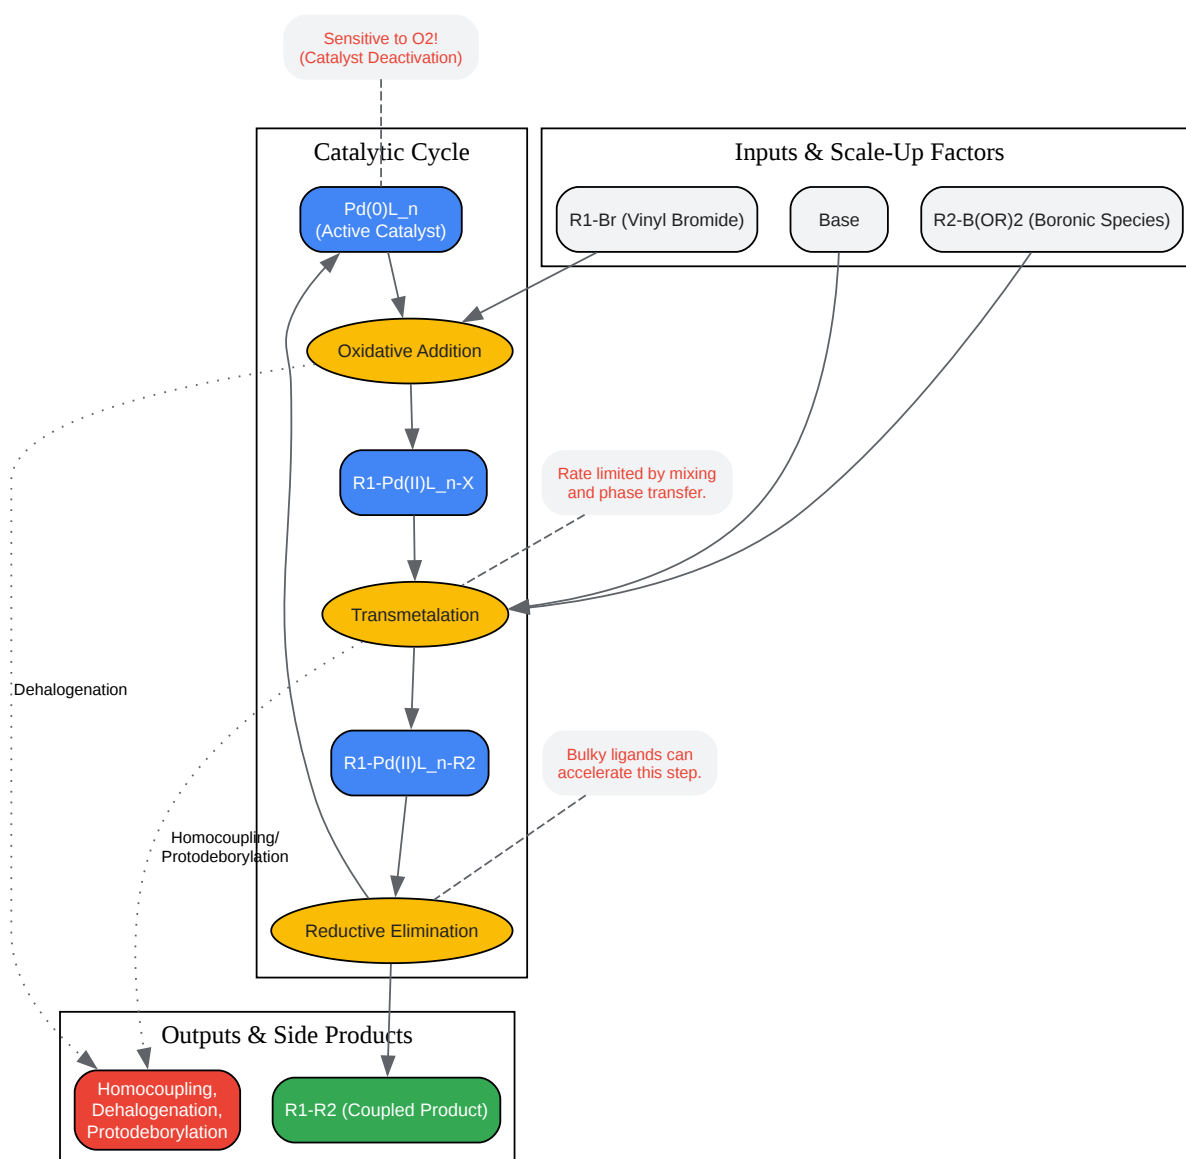 Sensitive to O2!
(Catalyst Deactivation)
Catalytic Cycle
Inputs & Scale-Up Factors
Pd(0)L_n
(Active Catalyst)
R1-Br (Vinyl Bromide)
Base
R2-B(OR)2 (Boronic Species)
Oxidative Addition
R1-Pd(II)L_n-X
Rate limited by mixing
and phase transfer.
Transmetalation
Dehalogenation
R1-Pd(II)L_n-R2
Bulky ligands can
accelerate this step.
Homocoupling/
Protodeborylation
Reductive Elimination
Outputs & Side Products
Homocoupling,
Dehalogenation,
Protodeborylation
R1-R2 (Coupled Product)